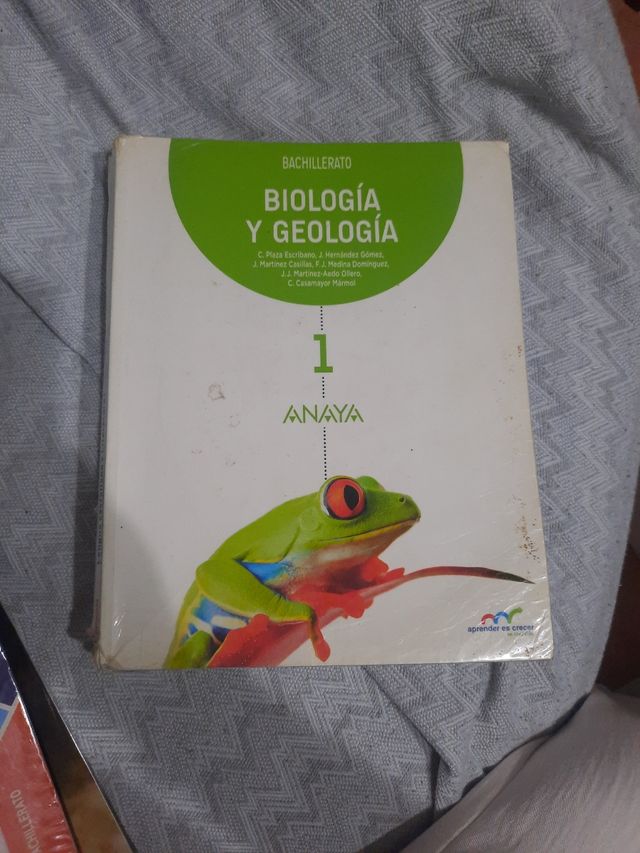 BACHILLERATO
BIOLOGÍA
Y GEOLOGÍA
C. Plaza Escribano, J. Hernández Gómez,
J. Martínez Casillas, F. J. Medina Domínguez,
J.J. Martínez-Aedo Ollero,
C. Casamayor Mármol
1
ANAYA
aprender es crecer
BACHILLERATO